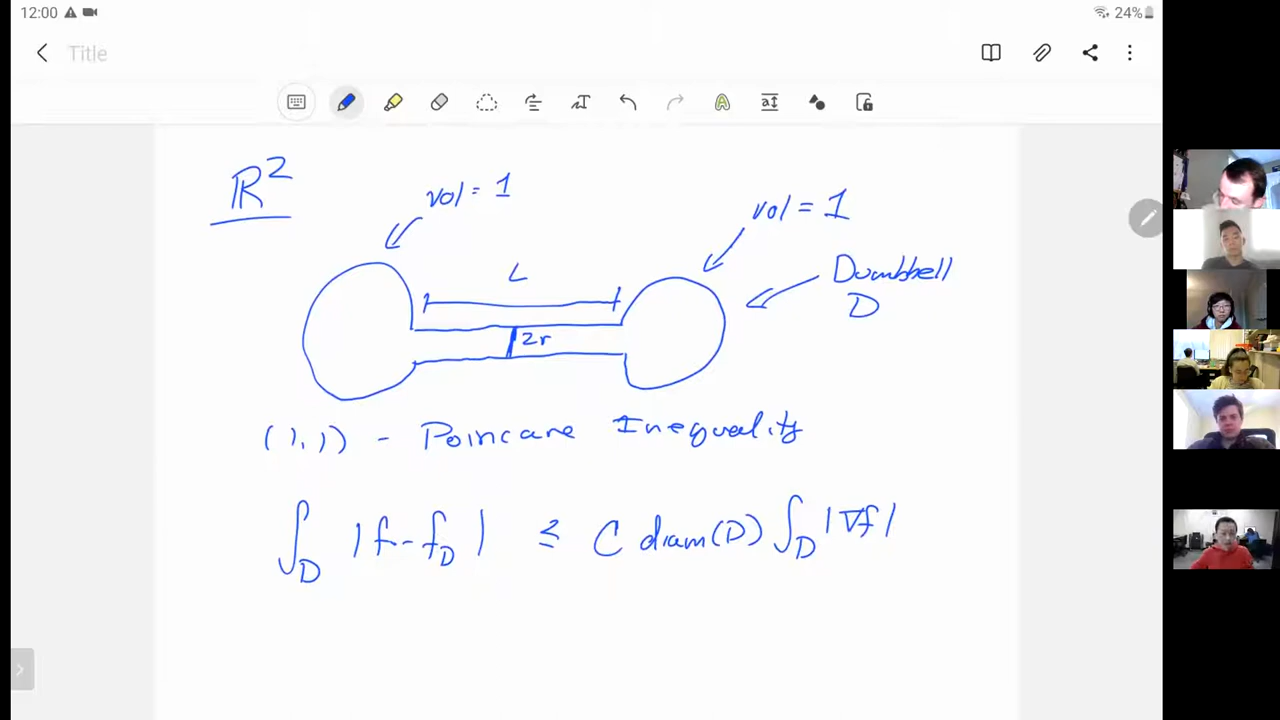 12:00
24%
Title
ℝ²
vol = 1
vol = 1
L
Dumbbell
D
2r
(1,1) - Poincare Inequality
∫_D |f - f_D| ≤ C diam(D) ∫_D |∇f|